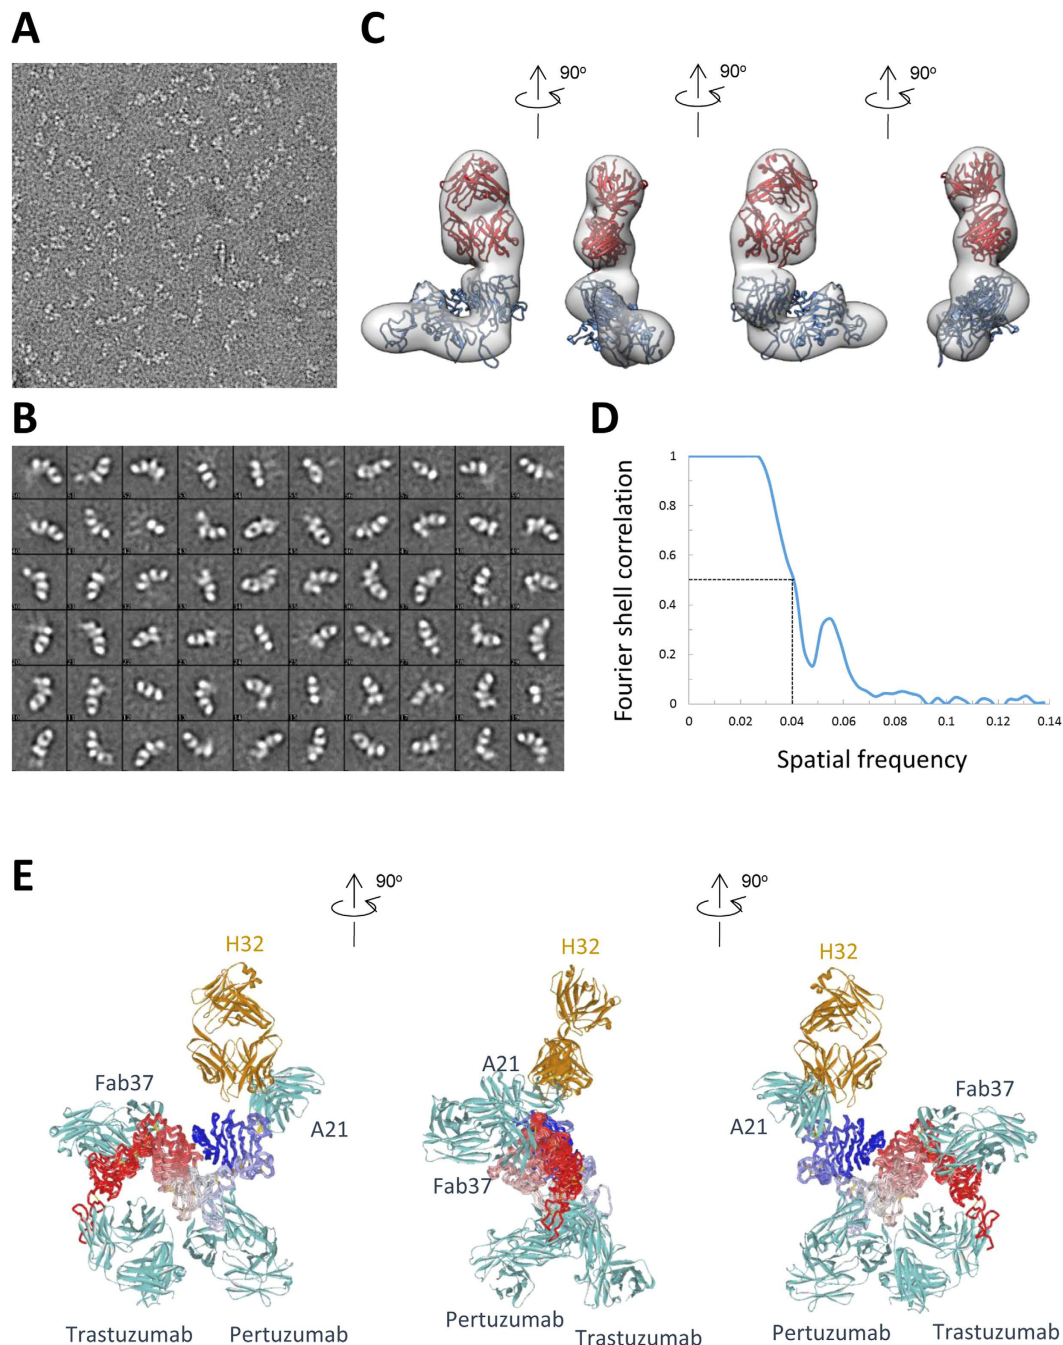 A
C
90°
90°
90°
B
D
Fourier shell correlation
1
0.8
0.6
0.4
0.2
0
0
0.02
0.04
0.06
0.08
0.1
0.12
0.14
Spatial frequency
E
90°
90°
H32
H32
H32
Fab37
A21
A21
Fab37
A21
Fab37
Trastuzumab
Pertuzumab
Pertuzumab
Trastuzumab
Pertuzumab
Trastuzumab